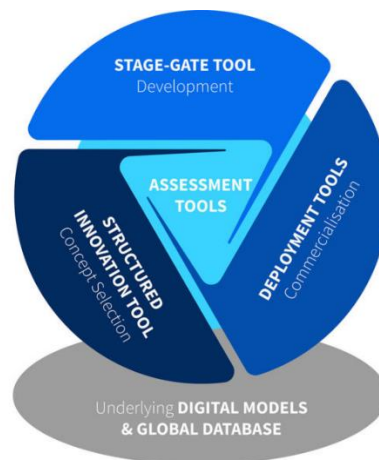 STAGE-GATE TOOL
Development
ASSESSMENT
TOOLS
DEPLOYMENT TOOLS
Commercialisation
STRUCTURED
INNOVATION TOOL
Concept Selection
Underlying DIGITAL MODELS
& GLOBAL DATABASE